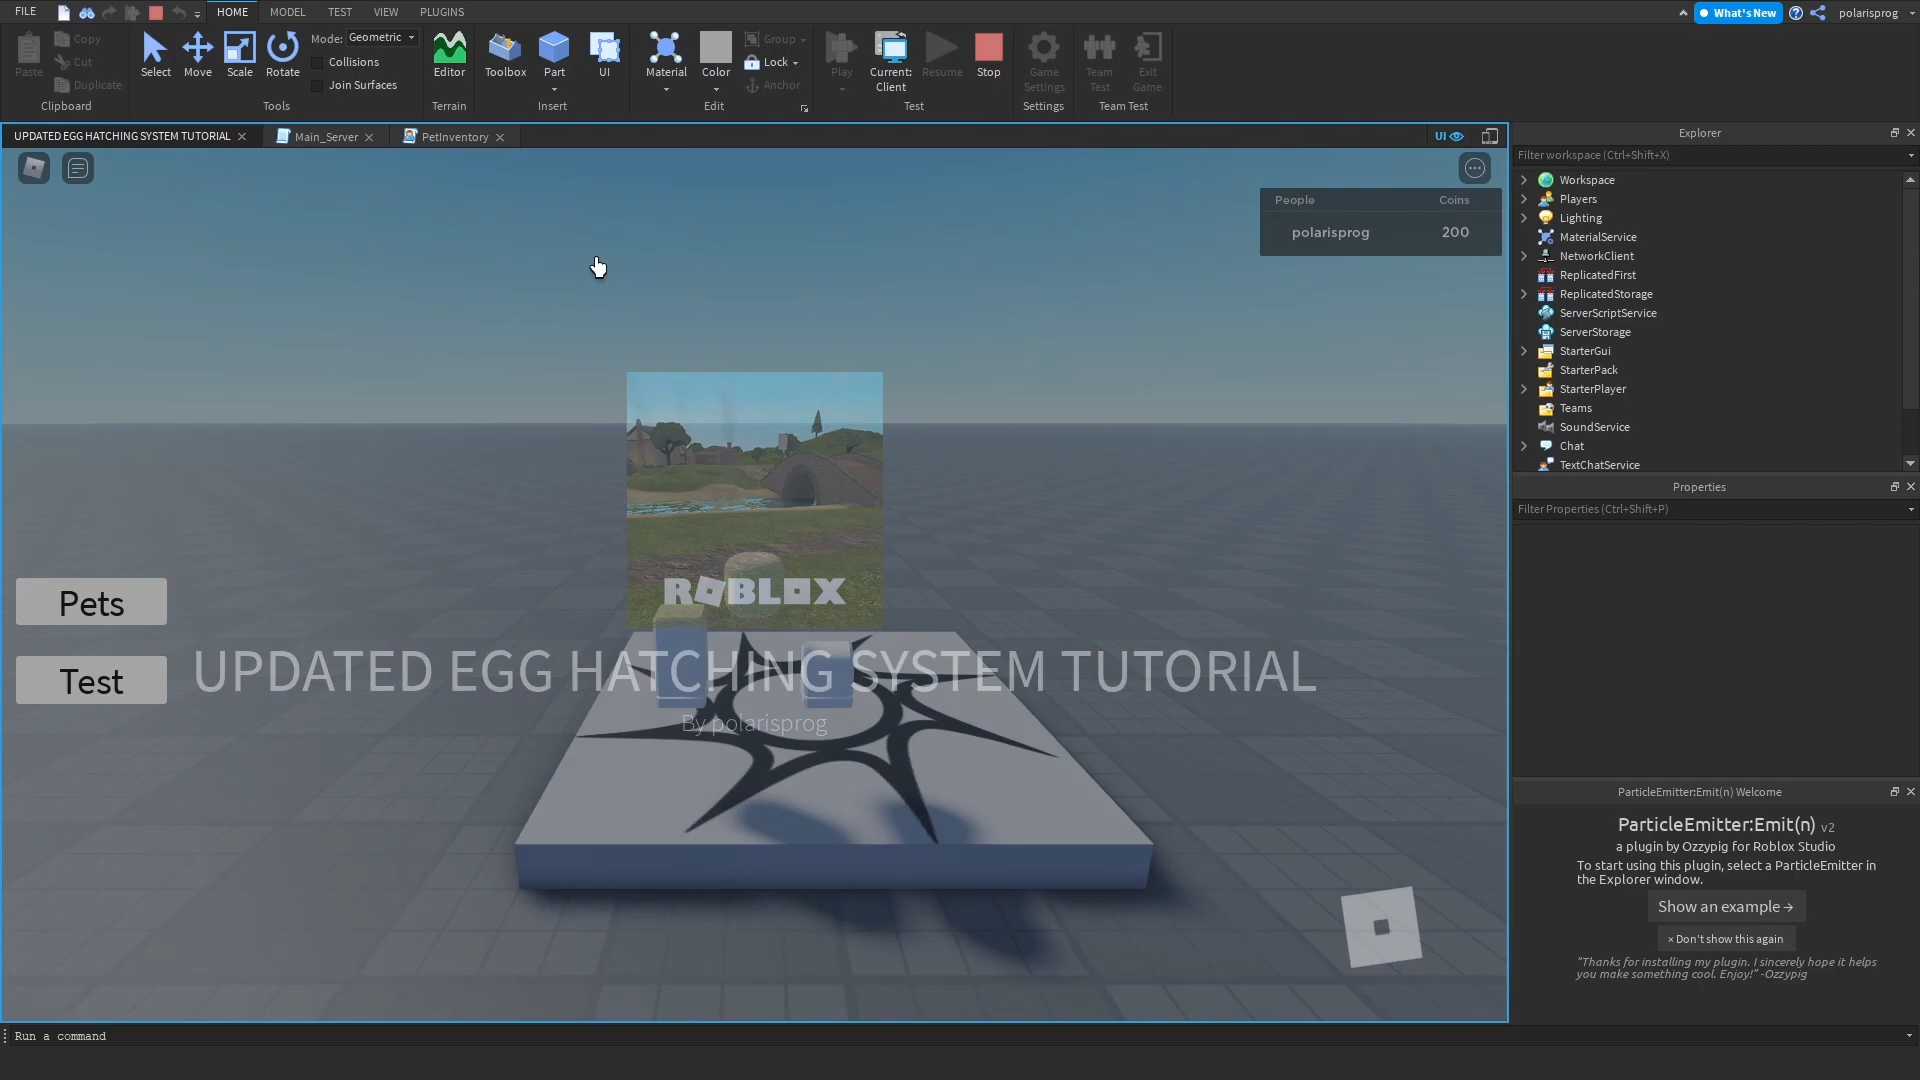 FILE
HOME
MODEL
TEST
VIEW
PLUGINS
What's New
polarisprog
Paste
Copy
Cut
Duplicate
Clipboard
Select
Move
Scale
Rotate
Mode: Geometric
Collisions
Join Surfaces
Tools
Editor
Terrain
Toolbox
Part
UI
Insert
Material
Color
Group
Lock
Anchor
Edit
Play
Current:
Client
Resume
Stop
Test
Game
Settings
Settings
Team
Test
Exit
Game
Team Test
UPDATED EGG HATCHING SYSTEM TUTORIAL
Main_Server
PetInventory
UI
People Coins
polarisprog 200
ROBLOX
Pets
Test
UPDATED EGG HATCHING SYSTEM TUTORIAL
By polarisprog
Explorer
Filter workspace (Ctrl+Shift+X)
Workspace
Players
Lighting
MaterialService
NetworkClient
ReplicatedFirst
ReplicatedStorage
ServerScriptService
ServerStorage
StarterGui
StarterPack
StarterPlayer
Teams
SoundService
Chat
TextChatService
Properties
Filter Properties (Ctrl+Shift+P)
ParticleEmitter:Emit(n) Welcome
ParticleEmitter:Emit(n) v2
a plugin by Ozzypig for Roblox Studio
To start using this plugin, select a ParticleEmitter in
the Explorer window.
Show an example →
× Don't show this again
“Thanks for installing my plugin. I sincerely hope it helps
you make something cool. Enjoy!” -Ozzypig
Run a command